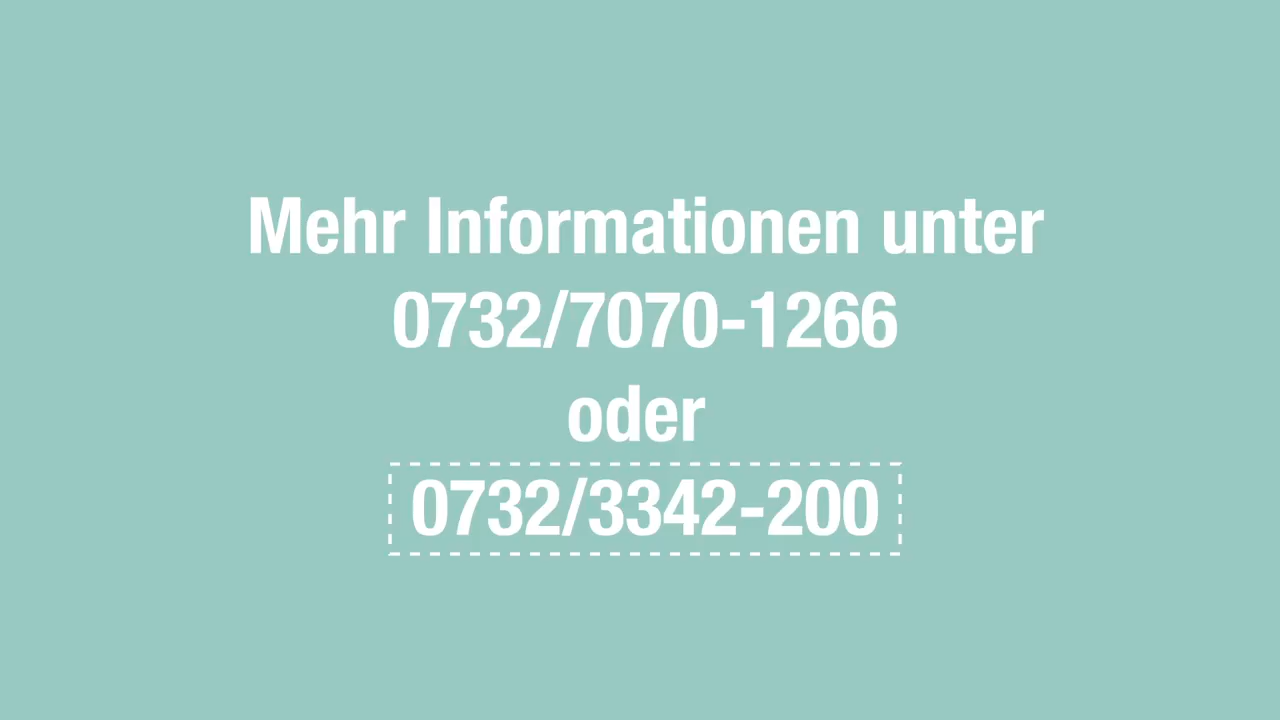 Mehr Informationen unter
0732/7070-1266
oder
0732/3342-200